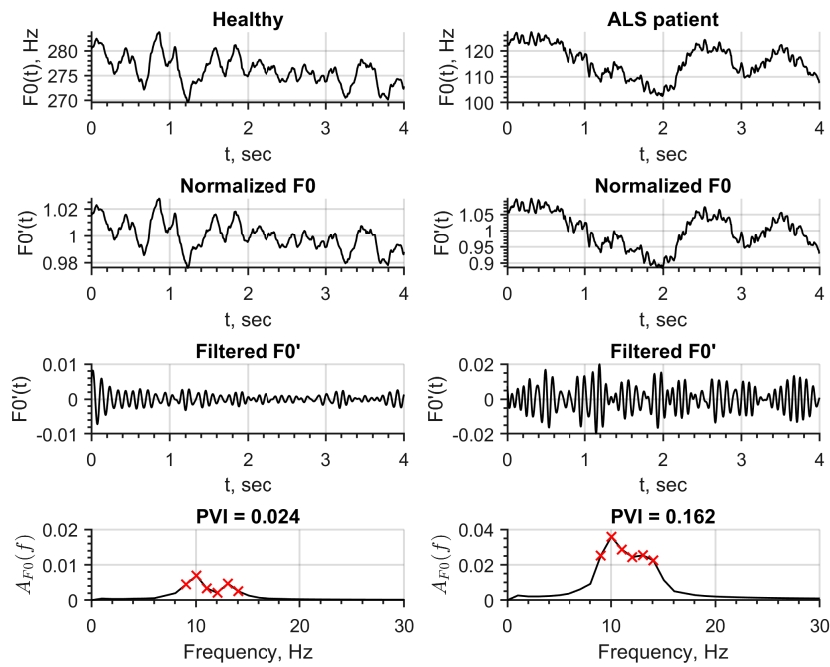 Healthy
F0(t), Hz
280
275
270
0 1 2 3 4
t, sec
ALS patient
F0(t), Hz
120
110
100
0 1 2 3 4
t, sec
Normalized F0
F0'(t)
1.02
1
0.98
0 1 2 3 4
t, sec
Normalized F0
F0'(t)
1.05
1
0.95
0.9
0 1 2 3 4
t, sec
Filtered F0'
F0'(t)
0.01
0
-0.01
0 1 2 3 4
t, sec
Filtered F0'
F0'(t)
0.02
0
-0.02
0 1 2 3 4
t, sec
PVI = 0.024
A_{F0}(f)
0.02
0.01
0
0 10 20 30
Frequency, Hz
PVI = 0.162
A_{F0}(f)
0.04
0.02
0
0 10 20 30
Frequency, Hz